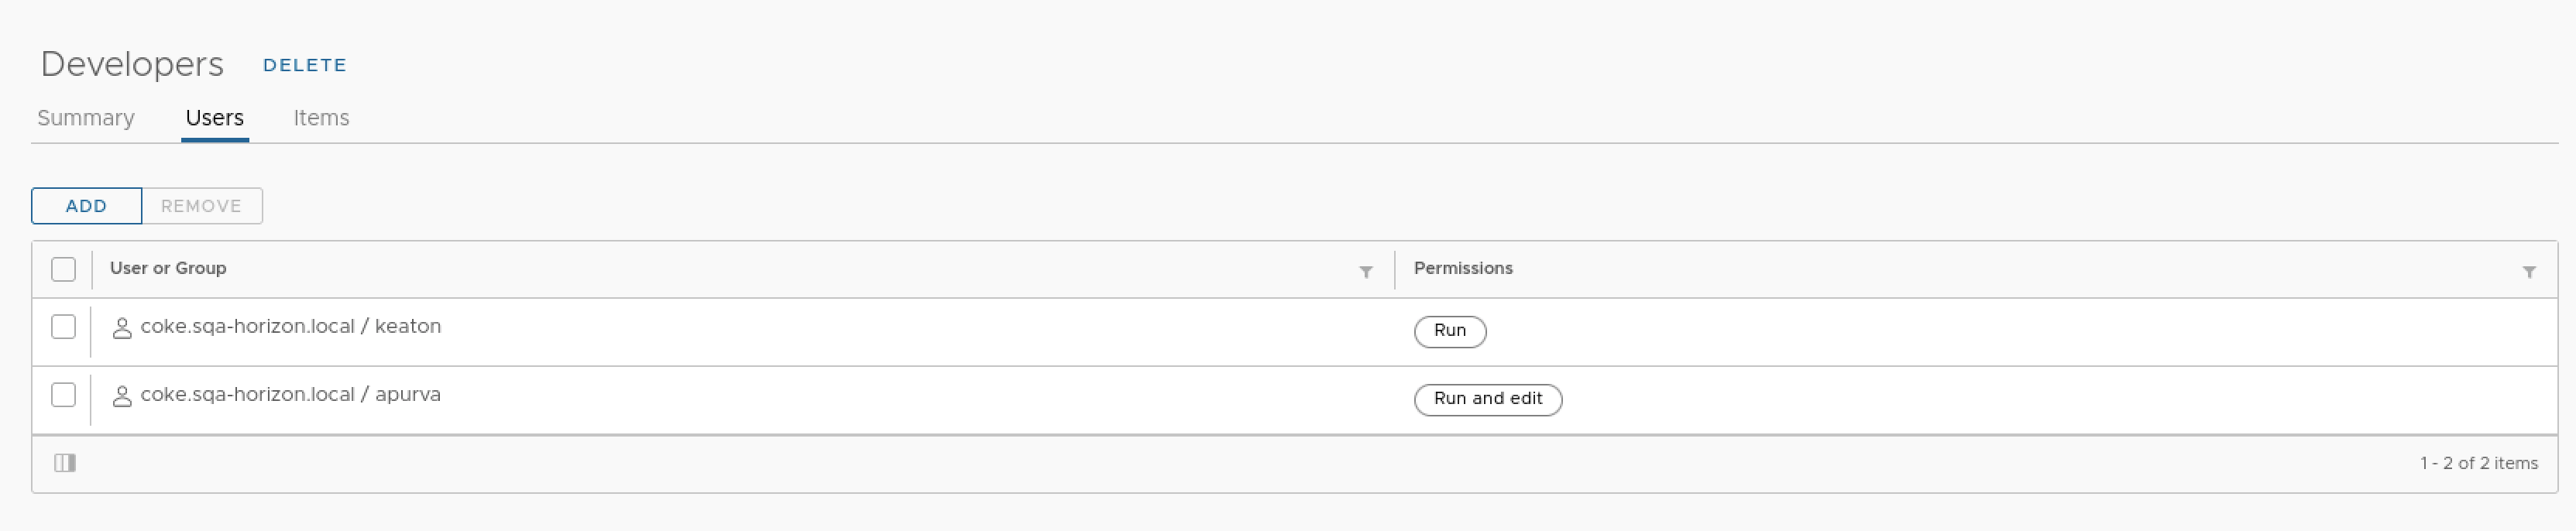 Developers DELETE
Summary Users Items
ADD REMOVE
User or Group Permissions
coke.sqa-horizon.local / keaton Run
coke.sqa-horizon.local / apurva Run and edit
1 - 2 of 2 items